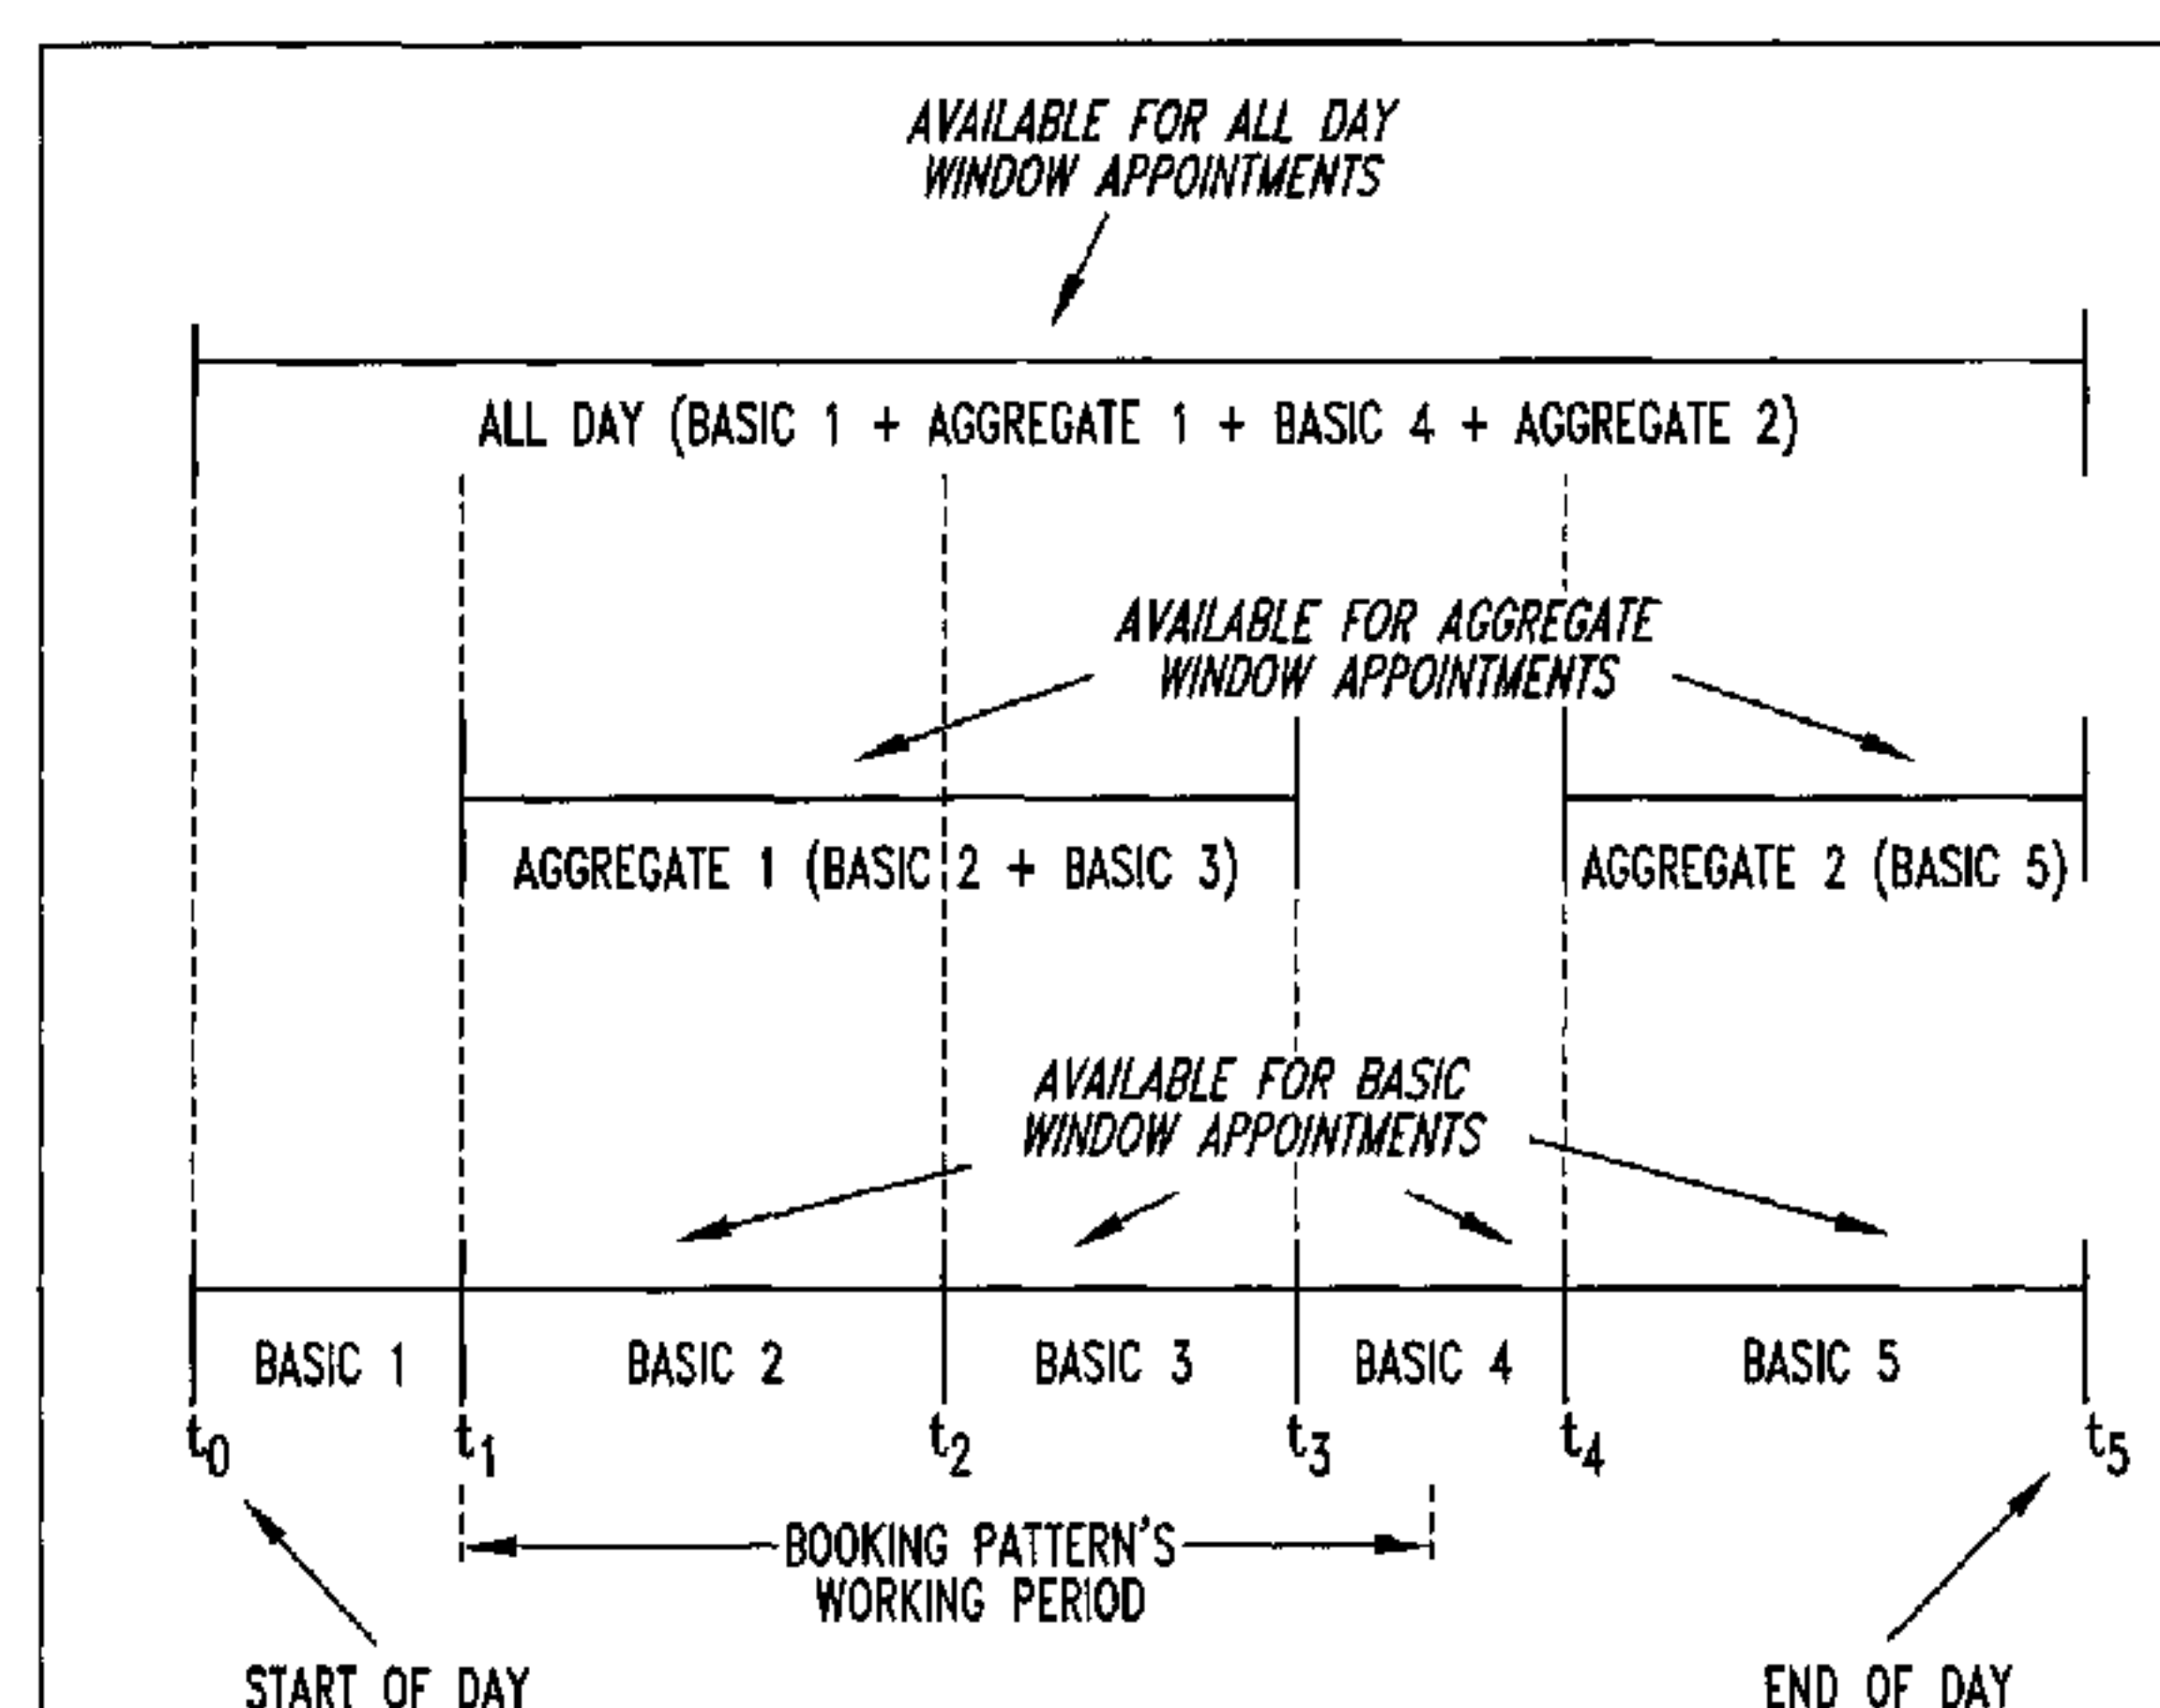 AVAILABLE FOR ALL DAY
WINDOW APPOINTMENTS
ALL DAY (BASIC 1 + AGGREGATE 1 + BASIC 4 + AGGREGATE 2)
AVAILABLE FOR AGGREGATE
WINDOW APPOINTMENTS
AGGREGATE 1 (BASIC 2 + BASIC 3)
AGGREGATE 2 (BASIC 5)
AVAILABLE FOR BASIC
WINDOW APPOINTMENTS
BASIC 1
BASIC 2
BASIC 3
BASIC 4
BASIC 5
t0
t1
t2
t3
t4
t5
BOOKING PATTERN'S
WORKING PERIOD
START OF DAY
END OF DAY